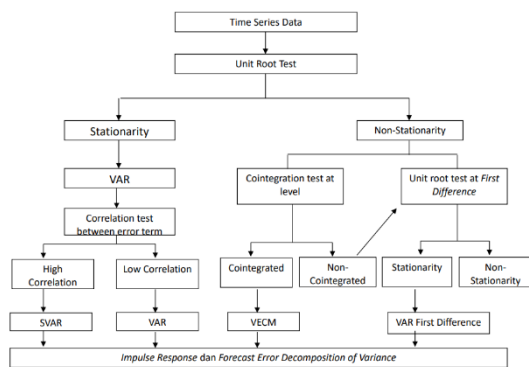 Time Series Data
Unit Root Test
Stationarity
Non-Stationarity
VAR
Cointegration test at
level
Unit root test at First
Difference
Correlation test
between error term
High
Correlation
Low Correlation
Cointegrated
Non-
Cointegrated
Stationarity
Non-
Stationarity
SVAR
VAR
VECM
VAR First Difference
Impulse Response dan Forecast Error Decomposition of Variance